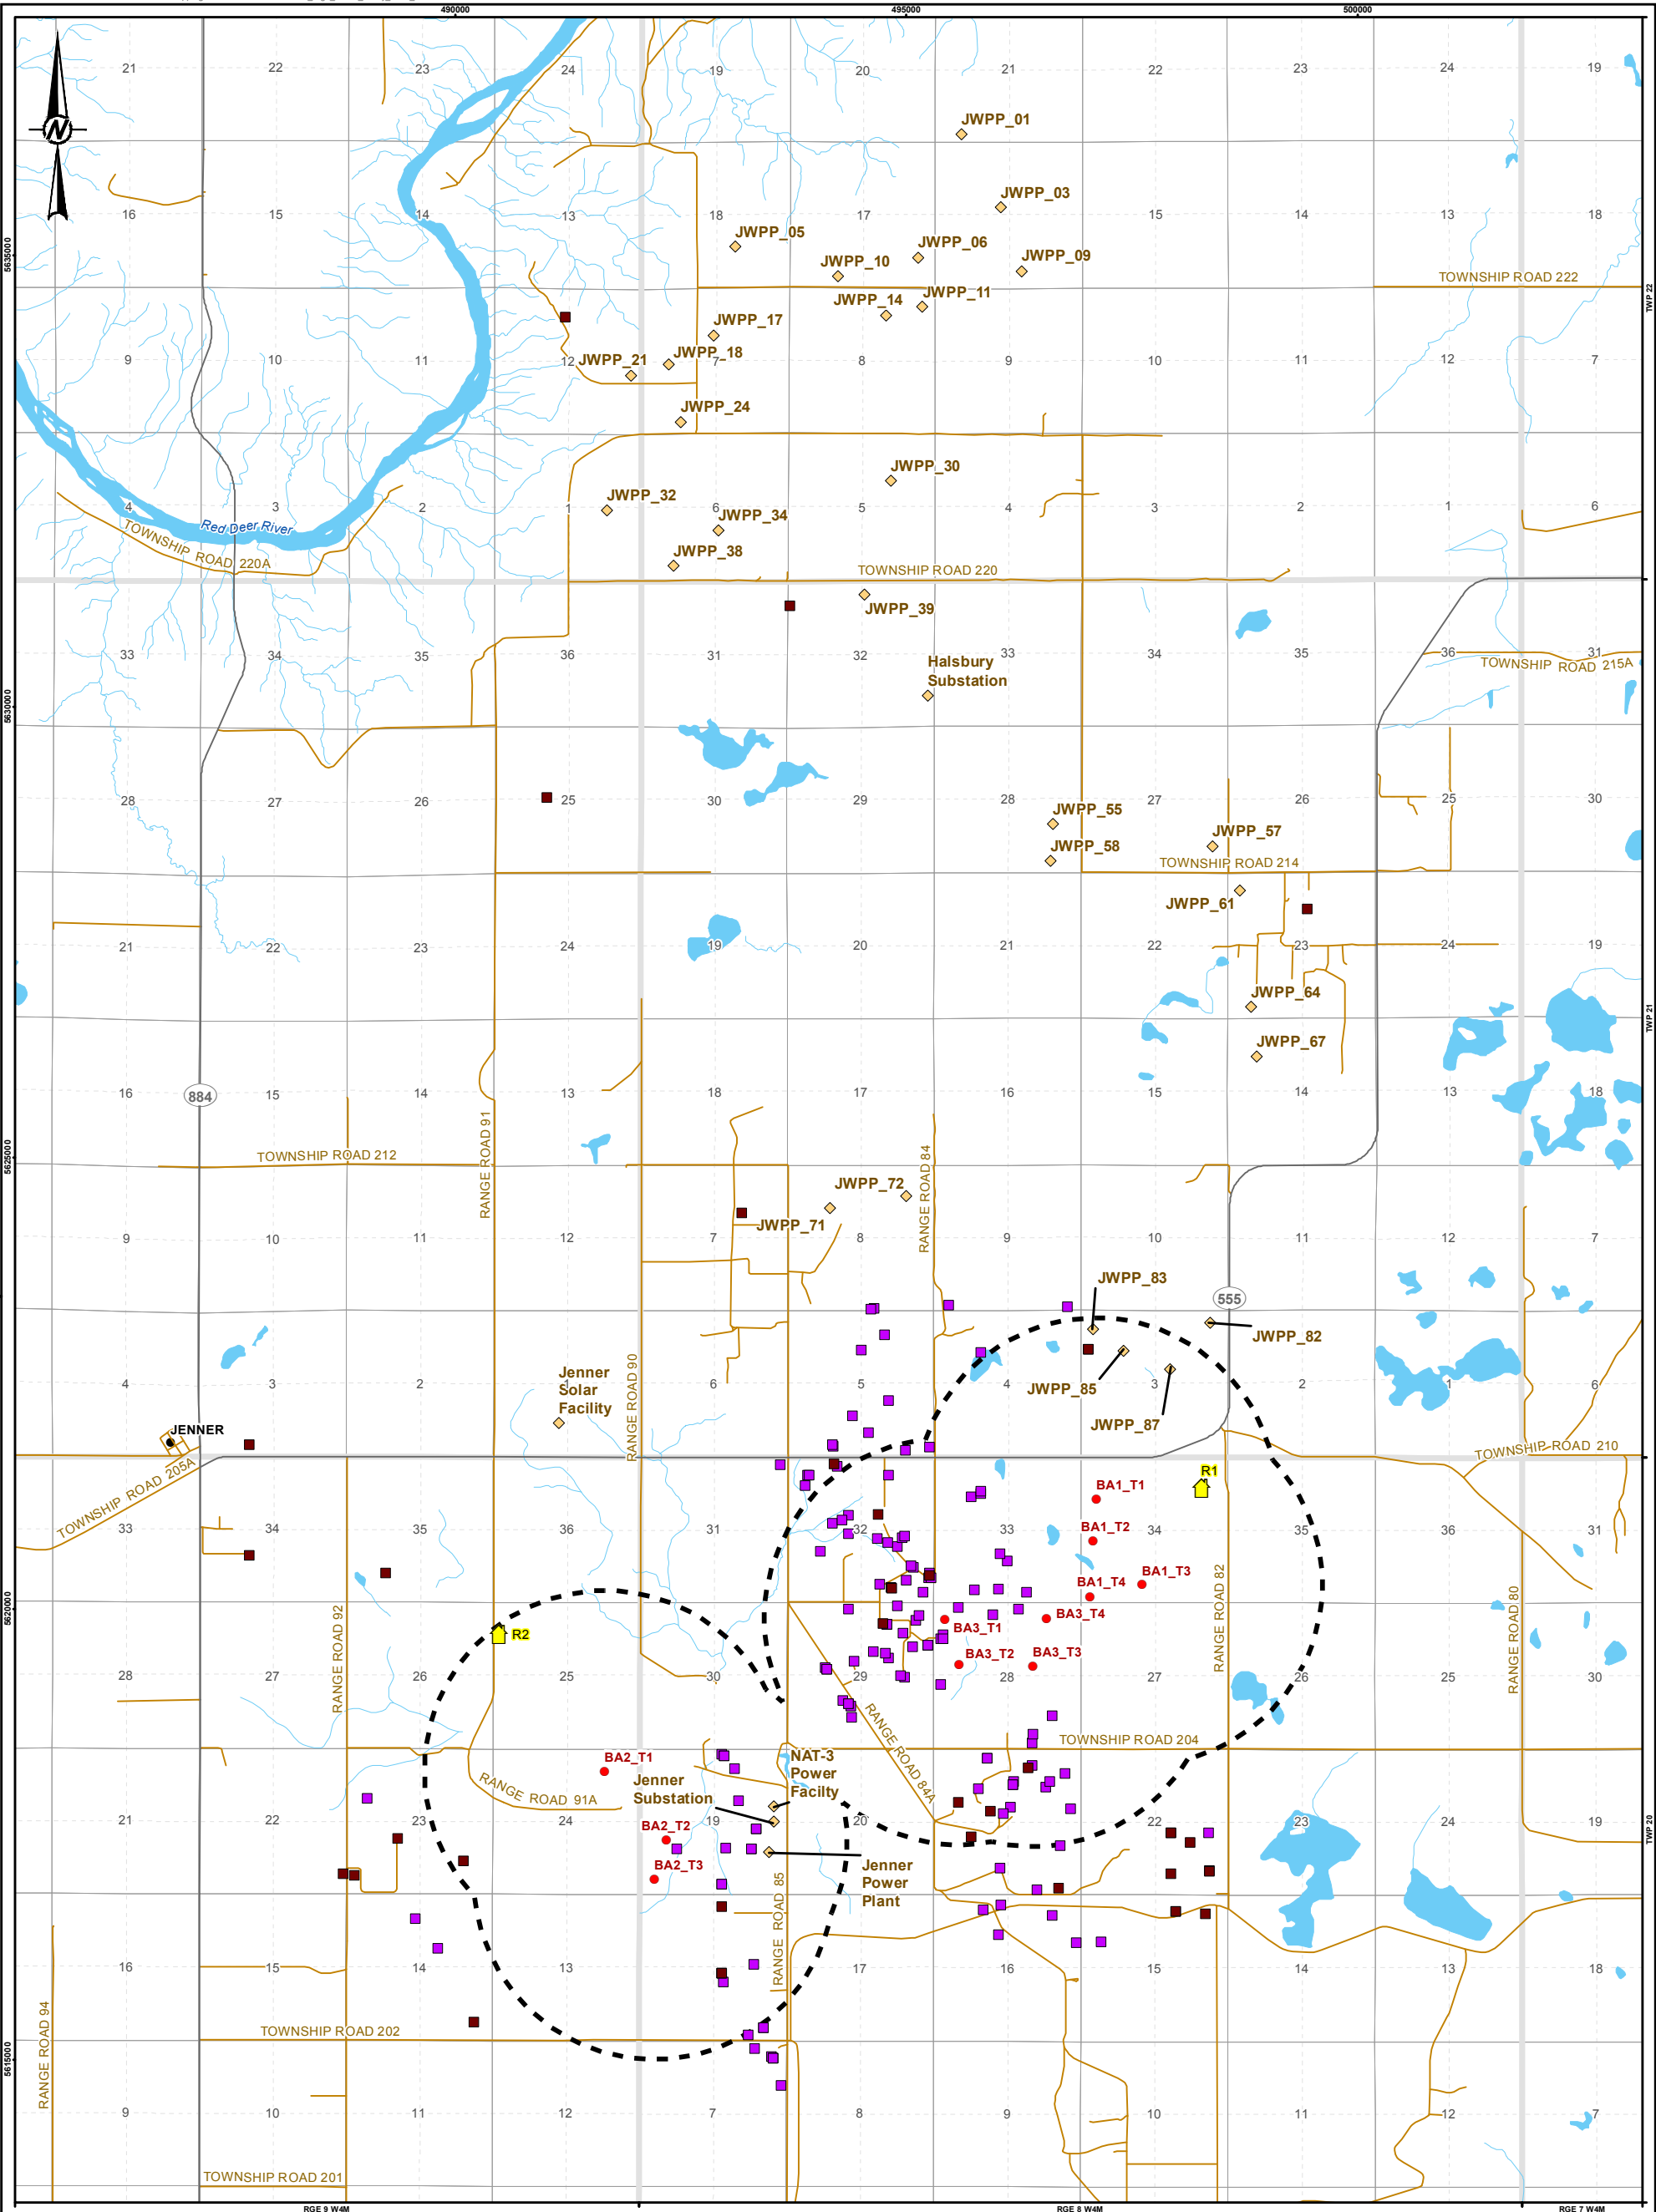 490000 495000 500000
21 22 23 24 19 20 21 22 23 24 19
N
JWPP_01
JWPP_03
16 15 14 13 18 17 15 14 13 18
JWPP_05
JWPP_06
JWPP_09
JWPP_10
5635000
TOWNSHIP ROAD 222
TWP 22
JWPP_11
JWPP_14
JWPP_17
JWPP_18
JWPP_21
9 10 11 12 7 8 9 10 11 12 7
JWPP_24
JWPP_30
JWPP_32
4 3 2 1 6 5 4 3 2 1 6
JWPP_34
Red Deer River
TOWNSHIP ROAD 220A
JWPP_38
TOWNSHIP ROAD 220
JWPP_39
33 34 35 36 31 32 33 34 35 36 31
TOWNSHIP ROAD 215A
Halsbury
Substation
5630000
28 27 26 25 30 29 28 27 26 25 30
JWPP_55
JWPP_57
JWPP_58
TOWNSHIP ROAD 214
JWPP_61
21 22 23 24 19 20 21 22 23 24 19
JWPP_64
TWP 21
JWPP_67
16 15 14 13 18 17 16 15 14 13 18
884
RANGE ROAD 91
5625000
TOWNSHIP ROAD 212
RANGE ROAD 84
JWPP_72
JWPP_71
9 10 11 12 7 8 9 10 11 12 7
JWPP_83
555
JWPP_82
Jenner
Solar
Facility
4 3 2 1 6 5 4 3 2 1 6
JWPP_85
JWPP_87
RANGE ROAD 90
JENNER
TOWNSHIP ROAD 205A
TOWNSHIP ROAD 210
R1
BA1_T1
BA1_T2
33 34 35 36 31 32 33 34 35 36 31
BA1_T3
BA1_T4
RANGE ROAD 82
RANGE ROAD 80
5620000
RANGE ROAD 92
R2
BA3_T4
BA3_T1
BA3_T2
BA3_T3
28 27 26 25 30 29 28 27 26 25 30
RANGE ROAD 84A
TOWNSHIP ROAD 204
BA2_T1
NAT-3
Power
Facilty
Jenner
Substation
RANGE ROAD 91A
21 23 24 19 20 22 23 24 19
TWP 20
BA2_T2
BA2_T3
Jenner
Power
Plant
RANGE ROAD 85
16 15 14 13 17 16 15 14 13 18
RANGE ROAD 94
TOWNSHIP ROAD 202
5615000
9 10 11 12 7 8 9 10 11 12 7
TOWNSHIP ROAD 201
RGE 9 W4M RGE 8 W4M RGE 7 W4M